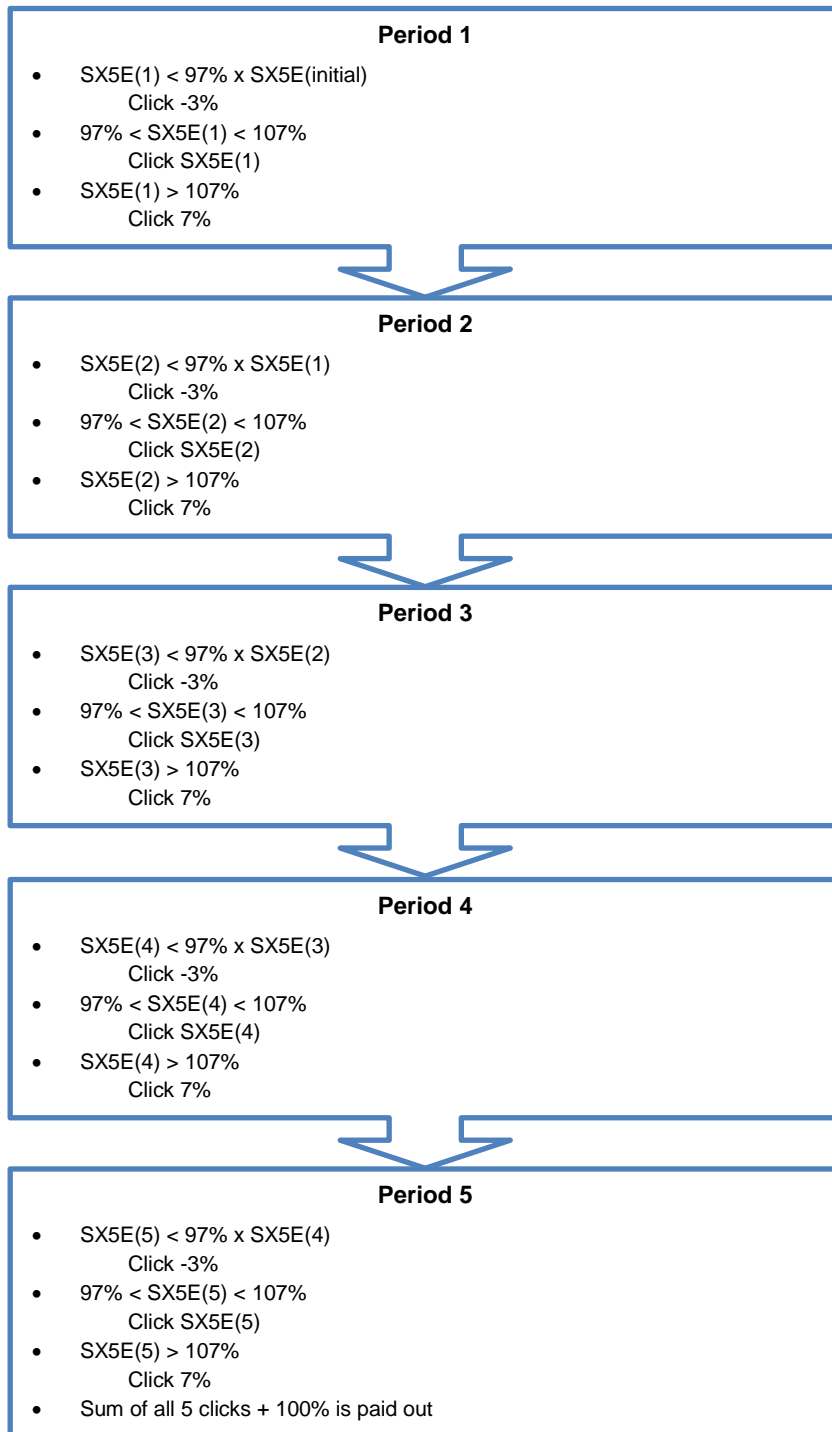 Period 1
• SX5E(1) < 97% x SX5E(initial)
Click -3%
• 97% < SX5E(1) < 107%
Click SX5E(1)
• SX5E(1) > 107%
Click 7%
Period 2
• SX5E(2) < 97% x SX5E(1)
Click -3%
• 97% < SX5E(2) < 107%
Click SX5E(2)
• SX5E(2) > 107%
Click 7%
Period 3
• SX5E(3) < 97% x SX5E(2)
Click -3%
• 97% < SX5E(3) < 107%
Click SX5E(3)
• SX5E(3) > 107%
Click 7%
Period 4
• SX5E(4) < 97% x SX5E(3)
Click -3%
• 97% < SX5E(4) < 107%
Click SX5E(4)
• SX5E(4) > 107%
Click 7%
Period 5
• SX5E(5) < 97% x SX5E(4)
Click -3%
• 97% < SX5E(5) < 107%
Click SX5E(5)
• SX5E(5) > 107%
Click 7%
• Sum of all 5 clicks + 100% is paid out